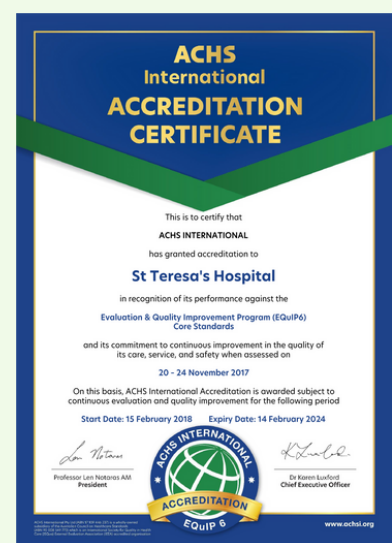 ACHS
International
ACCREDITATION
CERTIFICATE
This is to certify that
ACHS INTERNATIONAL
has granted accreditation to
St Teresa's Hospital
in recognition of its performance against the
Evaluation & Quality Improvement Program (EQuIP6)
Core Standards
and its commitment to continuous improvement in the quality of
its care, service, and safety when assessed on
20 - 24 November 2017
On this basis, ACHS International Accreditation is awarded subject to
continuous evaluation and quality improvement for the following period
Start Date: 15 February 2018 Expiry Date: 14 February 2024
Professor Len Notaras AM
President
Dr Karen Luxford
Chief Executive Officer
ACHS INTERNATIONAL
ACCREDITATION
EQuIP 6
www.achsi.org